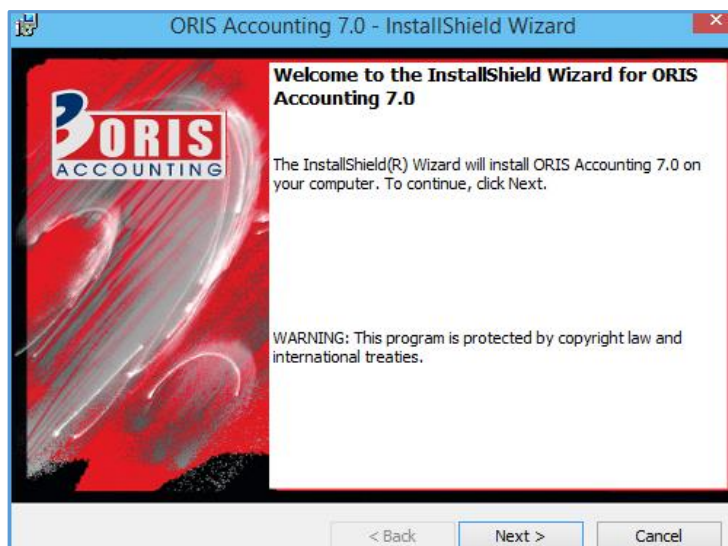 ORIS Accounting 7.0 - InstallShield Wizard
ORIS
ACCOUNTING
Welcome to the InstallShield Wizard for ORIS
Accounting 7.0
The InstallShield(R) Wizard will install ORIS Accounting 7.0 on
your computer. To continue, click Next.
WARNING: This program is protected by copyright law and
international treaties.
< Back
Next >
Cancel